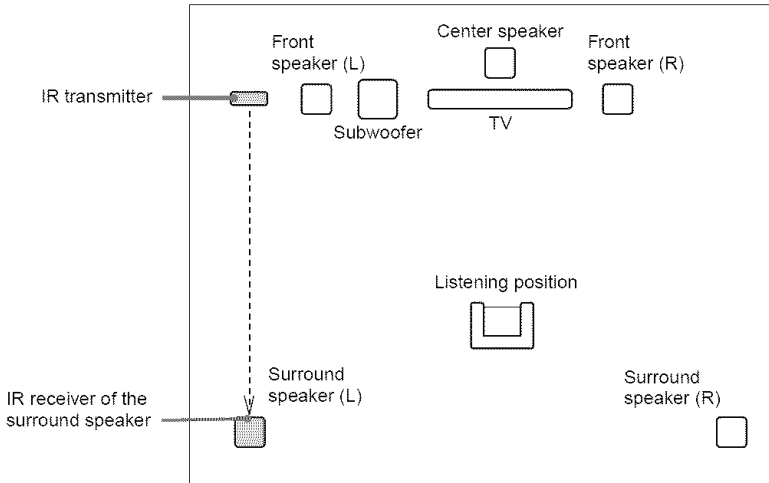 Center speaker
Front
speaker (L)
Front
speaker (R)
IR transmitter
Subwoofer
TV
Listening position
Surround
speaker (L)
Surround
speaker (R)
IR receiver of the
surround speaker